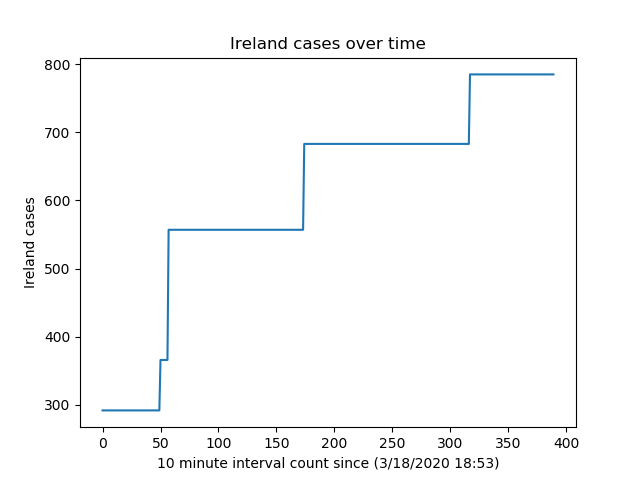 Ireland cases over time
800
700
600
500
400
300
Ireland cases
0 50 100 150 200 250 300 350 400
10 minute interval count since (3/18/2020 18:53)